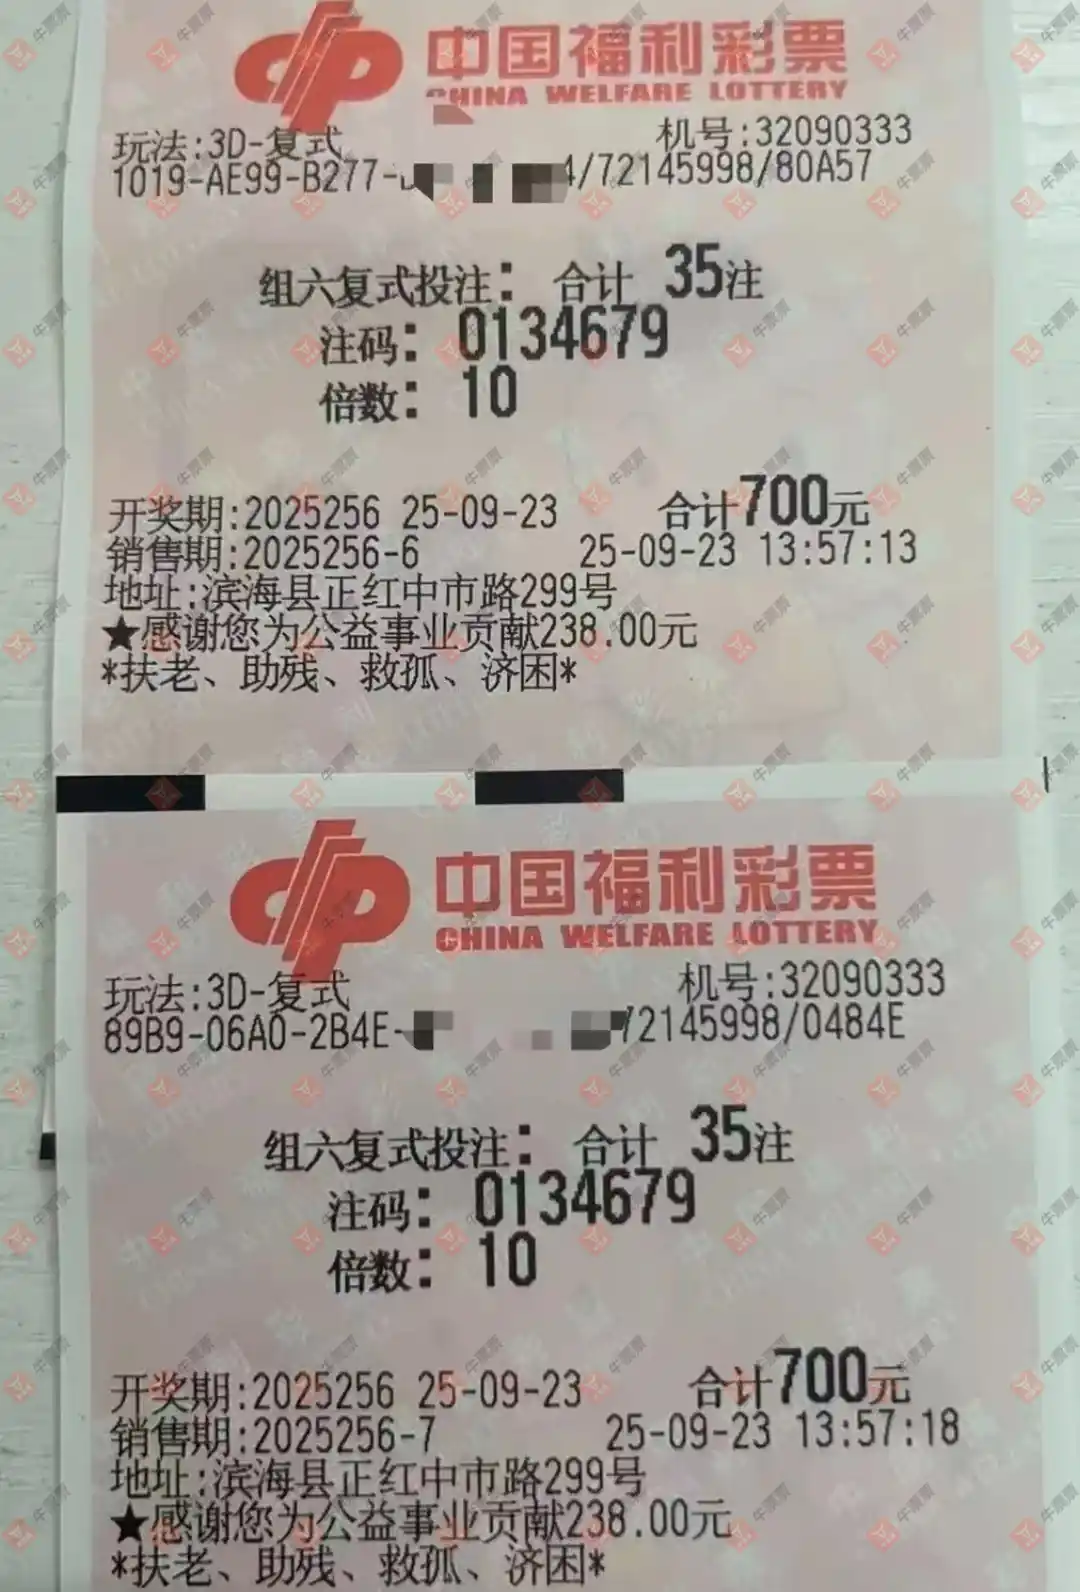 中国福利彩票
CHINA WELFARE LOTTERY
玩法:3D-复式 机号:32090333
1019-AE99-B277- 4/72145998/80A57
组六复式投注: 合计 35注
注码: 0134679
倍数: 10
开奖期:2025256 25-09-23 合计700元
销售期:2025256-6 25-09-23 13:57:13
地址:滨海县正红中市路299号
★感谢您为公益事业贡献238.00元
*扶老、助残、救孤、济困*
中国福利彩票
CHINA WELFARE LOTTERY
玩法:3D-复式 机号:32090333
89B9-06A0-2B4E- /72145998/0484E
组六复式投注: 合计 35注
注码: 0134679
倍数: 10
开奖期:2025256 25-09-23 合计700元
销售期:2025256-7 25-09-23 13:57:18
地址:滨海县正红中市路299号
★感谢您为公益事业贡献238.00元
*扶老、助残、救孤、济困*
牛票票